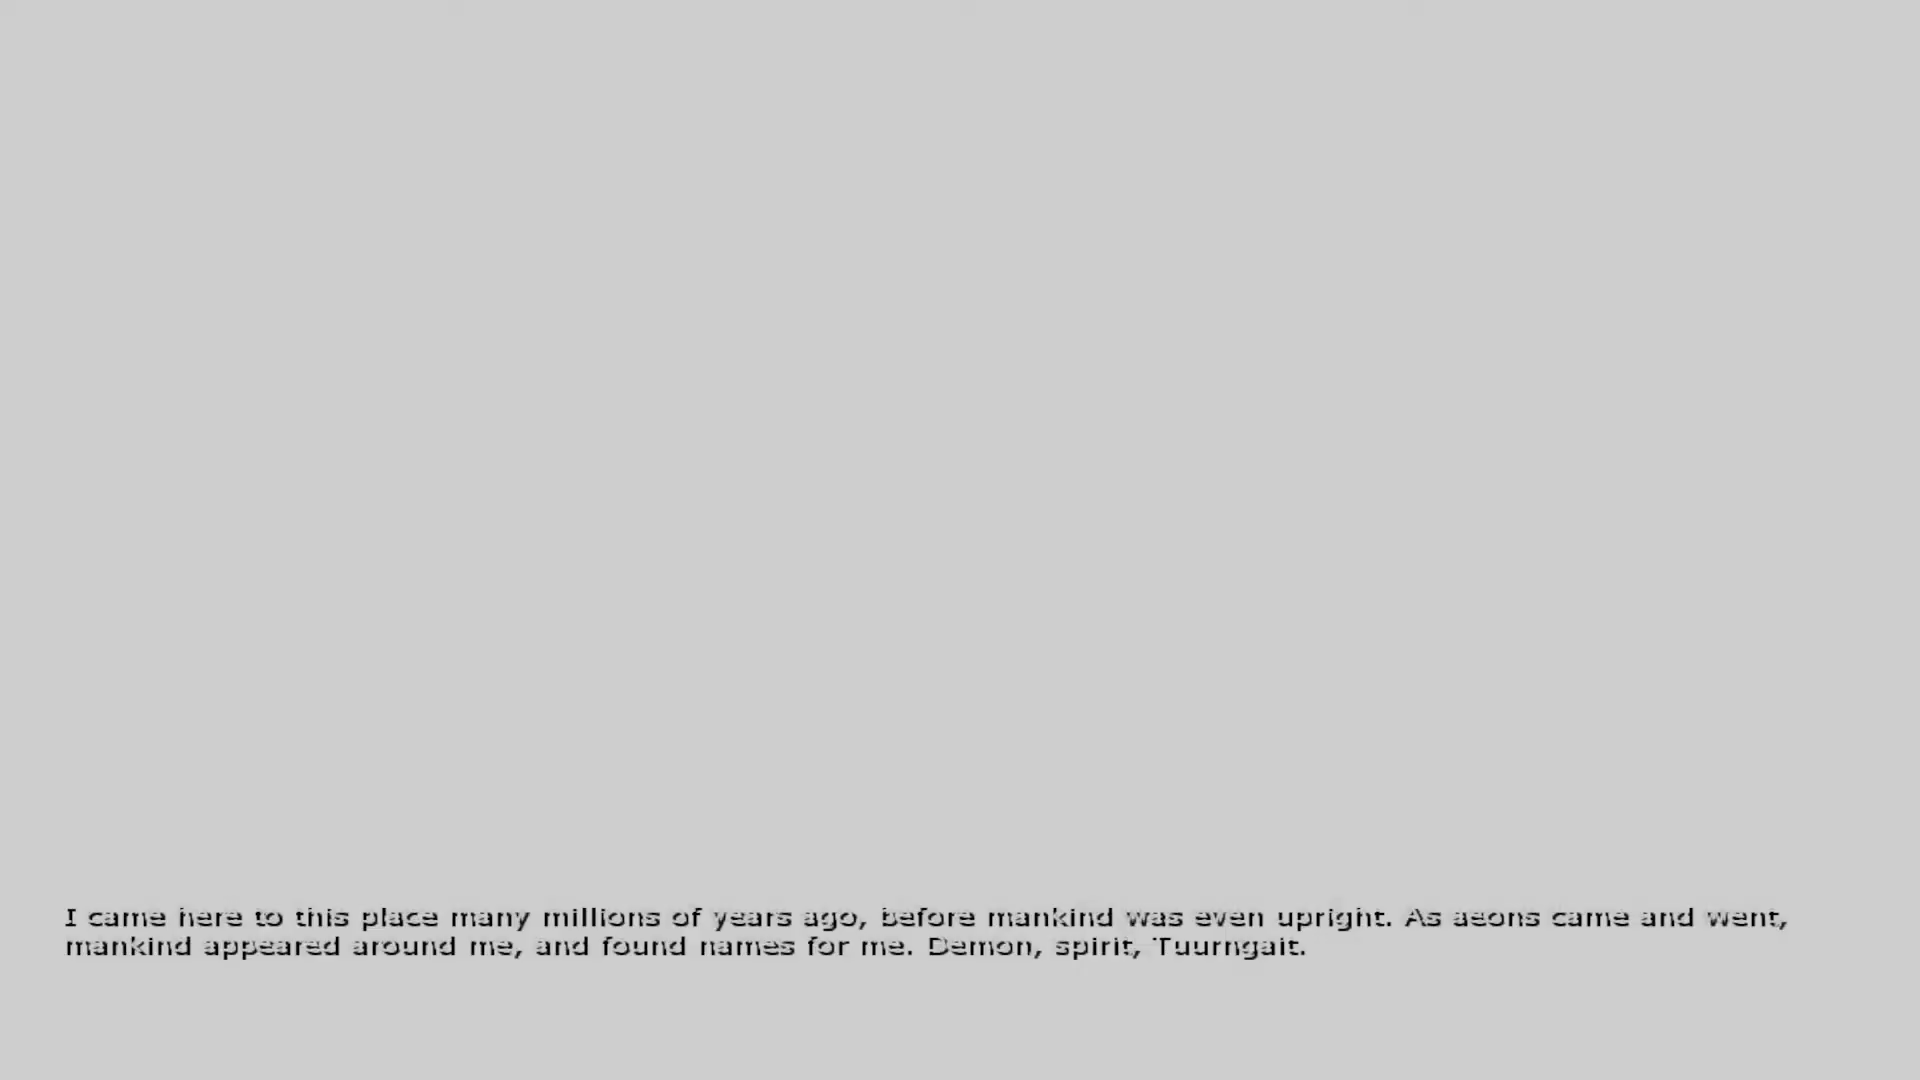 I came here to this place many millions of years ago, before mankind was even upright. As aeons came and went,
mankind appeared around me, and found names for me. Demon, spirit, Tuurngait.